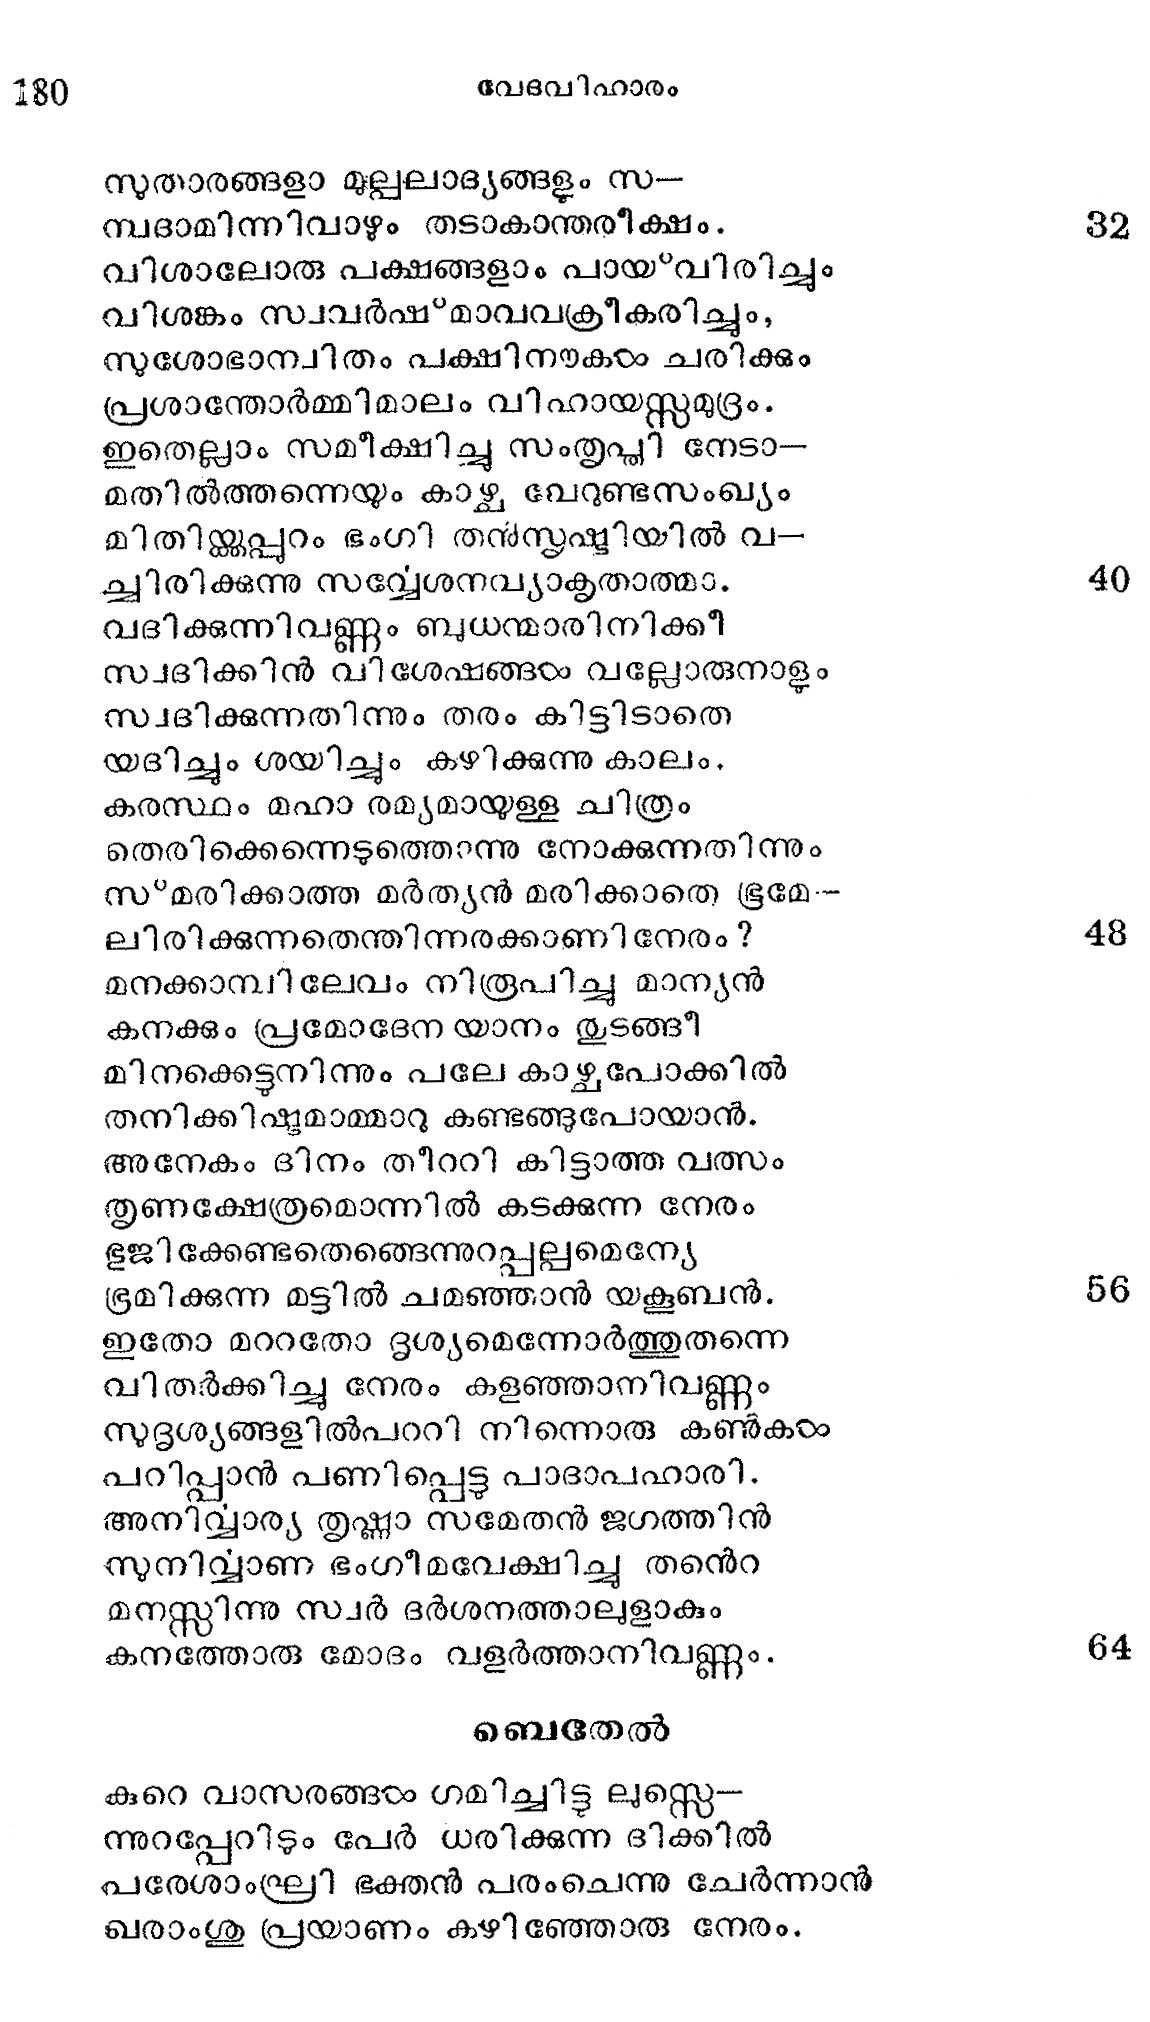 180 വേദവിഹാരം
സുതാരങ്ങളാ മുല്പലാദ്യങ്ങളും സ—
മ്പദാമിന്നിവാഴും തടാകാന്തരീക്ഷം. 32
വിശാലോരു പക്ഷങ്ങളാം പായ്‌വിരിച്ചും
വിശങ്കം സ്വവർഷ്‌മാവവക്രീകരിച്ചും,
സുശോഭാന്വിതം പക്ഷിനൗകൾ ചരിക്കും
പ്രശാന്തോർമ്മിമാലം വിഹായസ്സമുദ്രം.
ഇതെല്ലാം സമീക്ഷിച്ചു സംതൃപ്തി നേടാ—
മതിൽത്തന്നെയും കാഴ്ച വേറുണ്ടസംഖ്യം
മിതിയ്ക്കപ്പുറം ഭംഗി തൻസൃഷ്ടിയിൽ വ—
ച്ചിരിക്കുന്നു സർവ്വേശനവ്യാകൃതാത്മാ. 40
വദിക്കുന്നിവണ്ണം ബുധന്മാരിനിക്കീ
സ്വദിക്കിൻ വിശേഷങ്ങൾ വല്ലോരുനാളും
സ്വദിക്കുന്നതിന്നും തരം കിട്ടിടാതെ
യദിച്ചും ശയിച്ചും കഴിക്കുന്നു കാലം.
കരസ്ഥം മഹാ രമ്യമായുള്ള ചിത്രം
തെരിക്കെന്നെടുത്തൊന്നു നോക്കുന്നതിന്നും
സ്‌മരിക്കാത്ത മർത്യൻ മരിക്കാതെ ഭൂമേ—
ലിരിക്കുന്നതെന്തിന്നരക്കാണിനേരം? 48
മനക്കാമ്പിലേവം നിരൂപിച്ചു മാന്യൻ
കനക്കും പ്രമോദേന യാനം തുടങ്ങീ
മിനക്കെട്ടുനിന്നും പലേ കാഴ്ചപോക്കിൽ
തനിക്കിഷ്ടമാമ്മാറു കണ്ടങ്ങുപോയാൻ.
അനേകം ദിനം തീററി കിട്ടാത്ത വത്സം
തൃണക്ഷേത്രമൊന്നിൽ കടക്കുന്ന നേരം
ഭുജിക്കേണ്ടതെങ്ങെന്നുറപ്പല്പമെന്യേ
ഭ്രമിക്കുന്ന മട്ടിൽ ചമഞ്ഞാൻ യക്കൂബൻ. 56
ഇതോ മററതോ ദൃശ്യമെന്നോർത്തുതന്നെ
വിതർക്കിച്ചു നേരം കളഞ്ഞാനിവണ്ണം
സുദൃശ്യങ്ങളിൽപററി നിന്നൊരു കൺകൾ
പറിപ്പാൻ പണിപ്പെട്ടു പാദാപഹാരി.
അനിർവ്വാര്യ തൃഷ്ണാ സമേതൻ ജഗത്തിൻ
സുനിർവ്വാണ ഭംഗീമവേക്ഷിച്ചു തൻെറ
മനസ്സിന്നു സ്വർ ദർശനത്താലുളാകും
കനത്തോരു മോദം വളർത്താനിവണ്ണം. 64
ബെതേൽ
കുറെ വാസരങ്ങൾ ഗമിച്ചിട്ടു ലുസ്സെ—
ന്നുറപ്പേറിടും പേർ ധരിക്കുന്ന ദിക്കിൽ
പരേശാംഘ്രി ഭക്തൻ പരംചെന്നു ചേർന്നാൻ
ഖരാംശു പ്രയാണം കഴിഞ്ഞോരു നേരം.